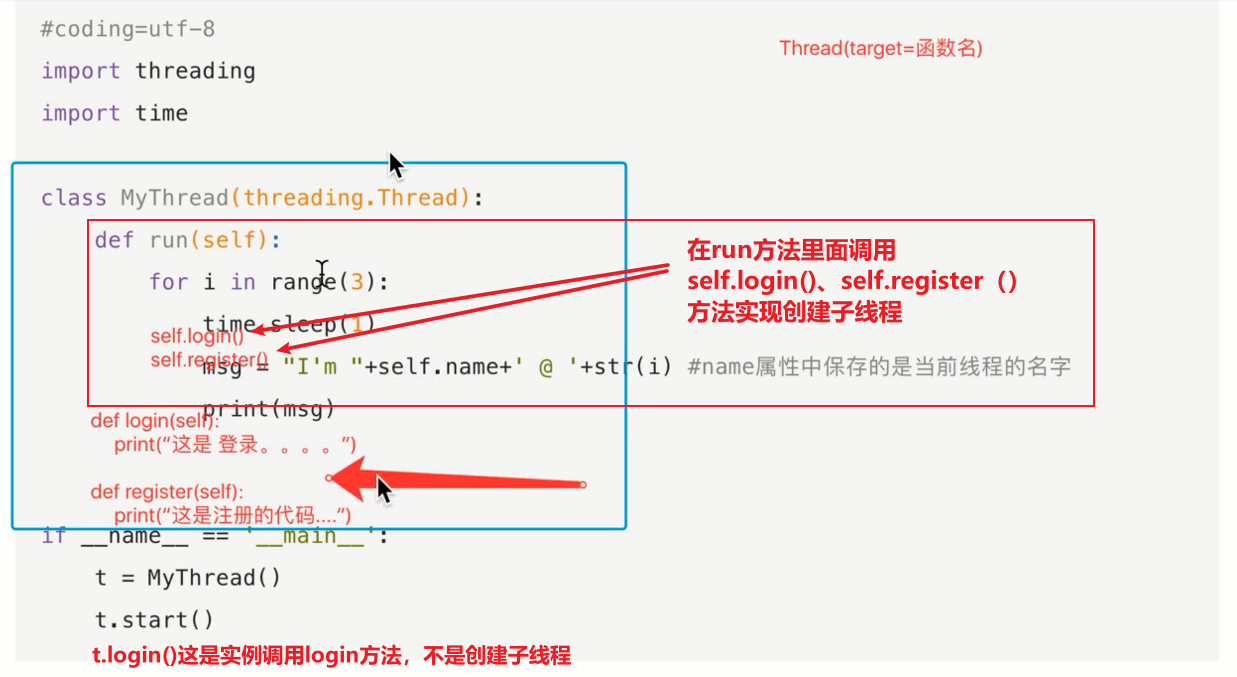 #coding=utf-8
Thread(target=函数名)
import threading
import time
class MyThread(threading.Thread):
def run(self):
在run方法里面调用
self.login()、self.register（）
方法实现创建子线程
for i in range(3):
time.sleep(1)
self.login()
self.register()
msg = "I'm "+self.name+' @ '+str(i) #name属性中保存的是当前线程的名字
print(msg)
def login(self):
print(“这是 登录。。。。”)
def register(self):
print(“这是注册的代码....”)
if __name__ == '__main__':
t = MyThread()
t.start()
t.login()这是实例调用login方法，不是创建子线程